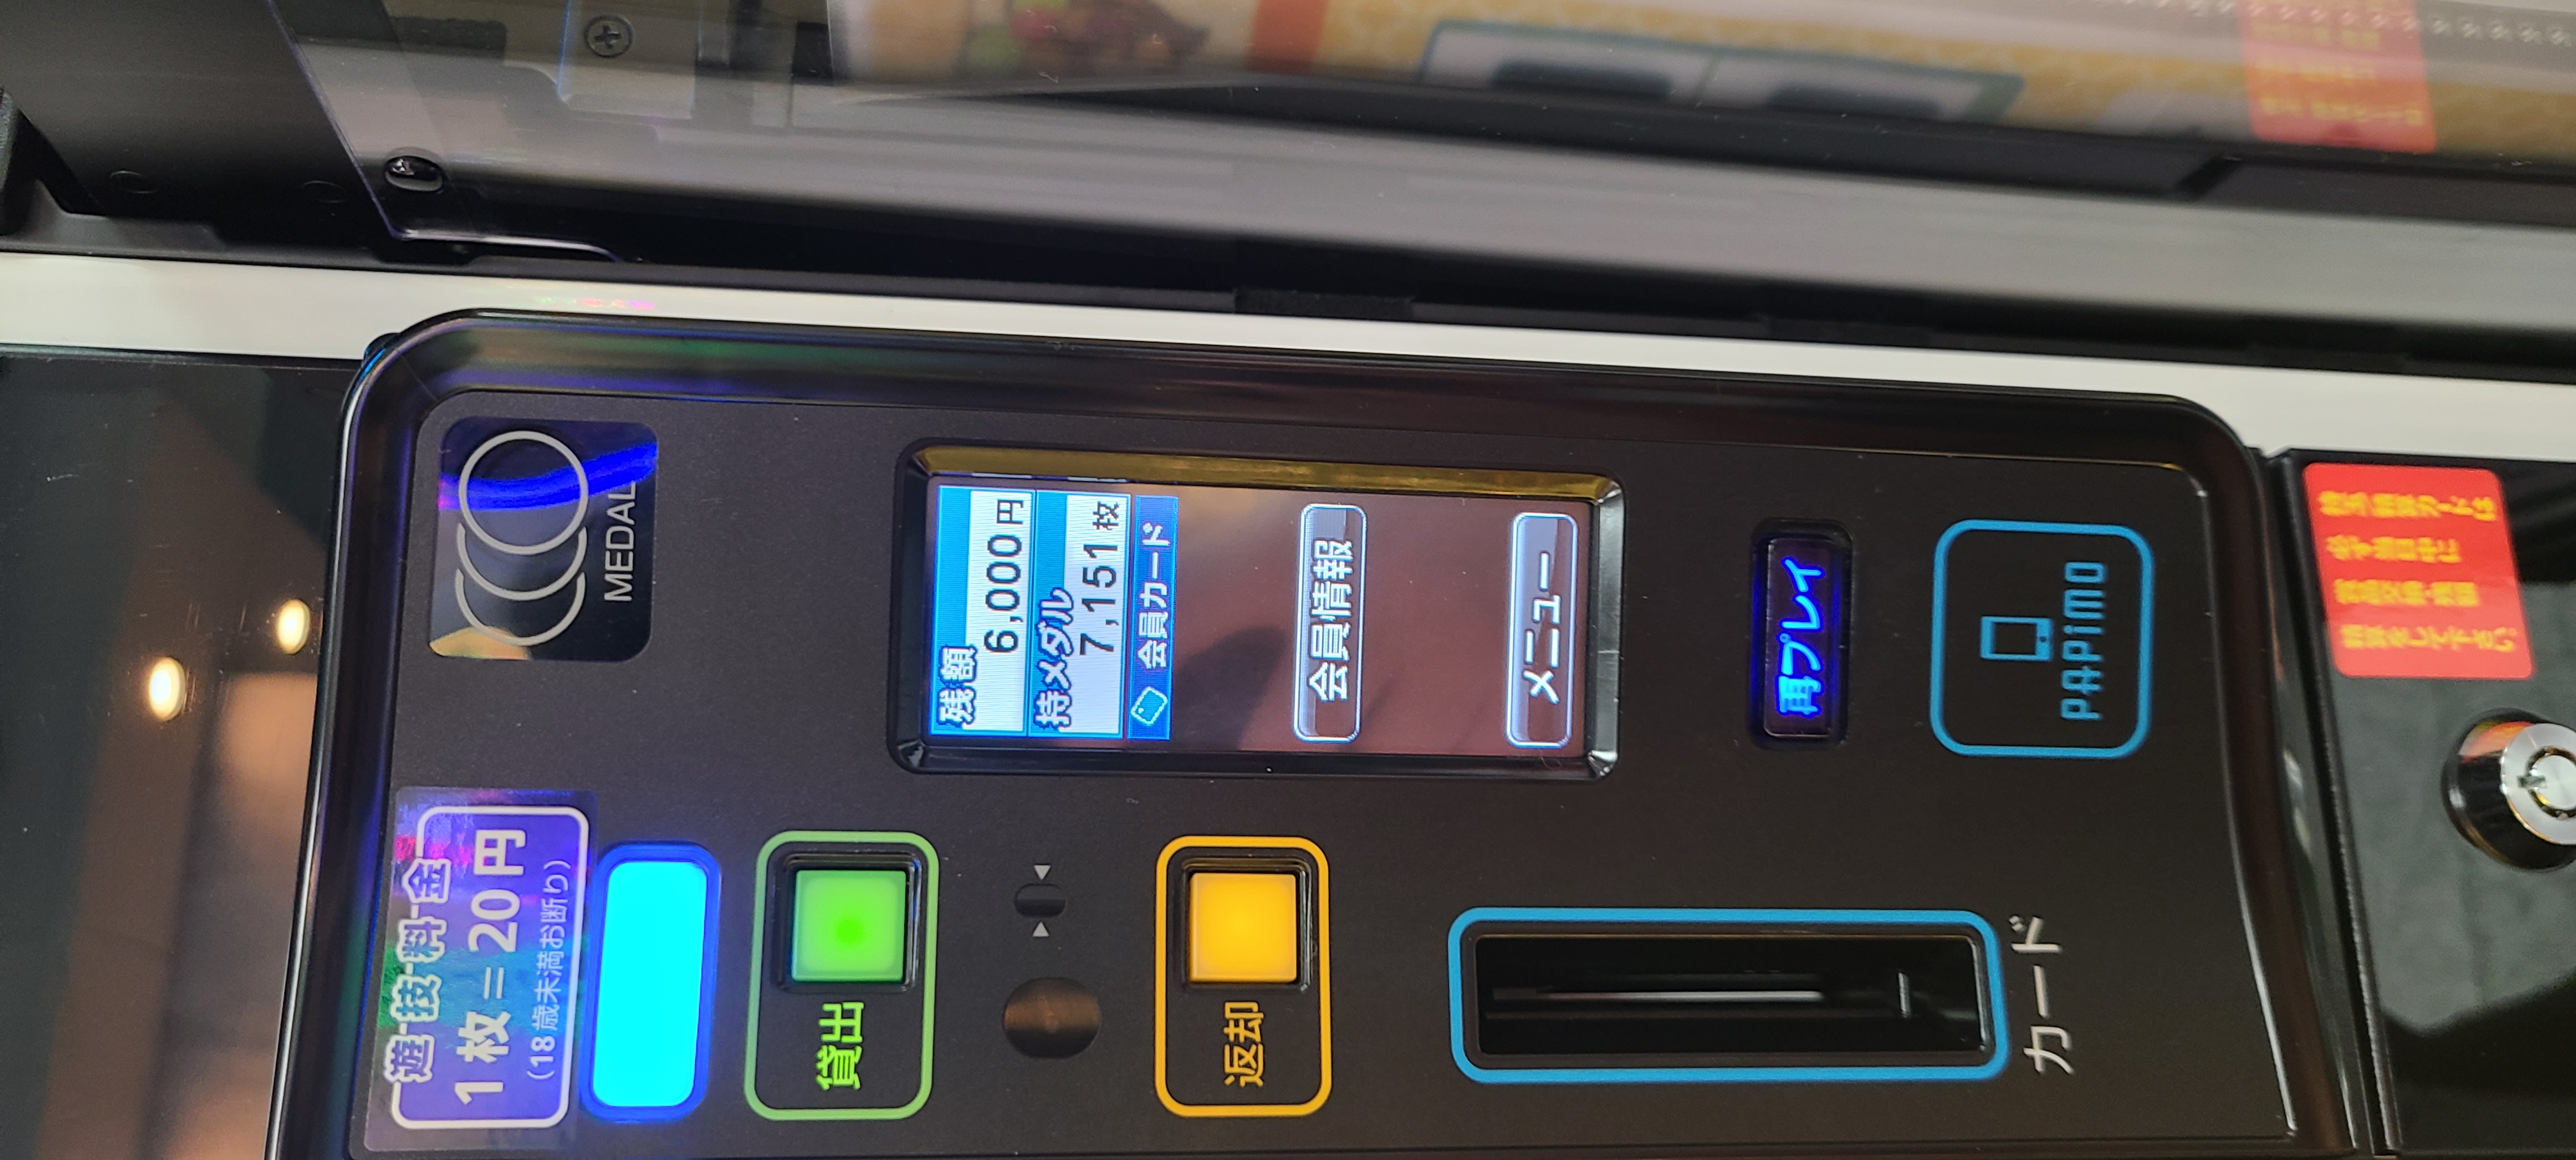 遊技料金
1枚=20円
(18歳未満お断り)
MEDAL
貸出
返却
カード
残額
6,000円
持メダル
7,151枚
会員カード
会員情報
メニュー
再プレイ
PAPiMO